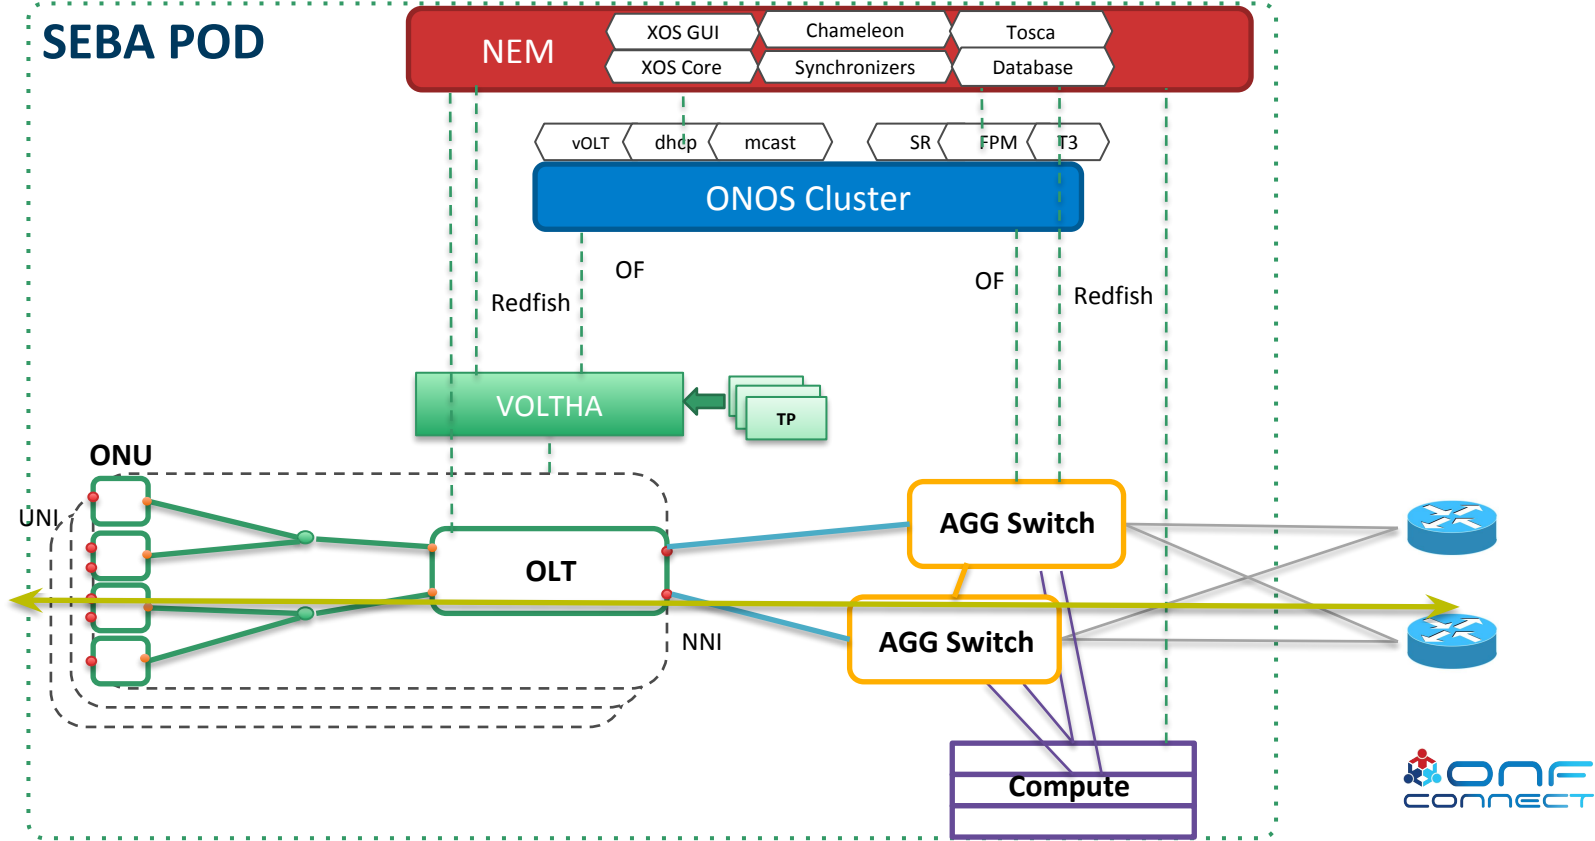 SEBA POD
NEM
XOS GUI
Chameleon
Tosca
XOS Core
Synchronizers
Database
vOLT
dhcp
mcast
SR
FPM
T3
ONOS Cluster
OF
OF
Redfish
Redfish
VOLTHA
TP
ONU
UNI
OLT
AGG Switch
AGG Switch
NNI
Compute
ONF
CONNECT